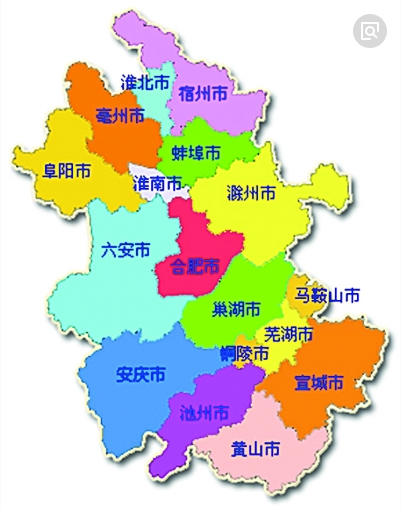 淮北市
宿州市
亳州市
蚌埠市
阜阳市
淮南市
滁州市
六安市
合肥市
马鞍山市
巢湖市
芜湖市
铜陵市
安庆市
宣城市
池州市
黄山市